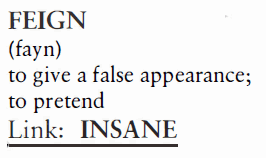 FEIGN
(fayn)
to give a false appearance;
to pretend
Link: INSANE